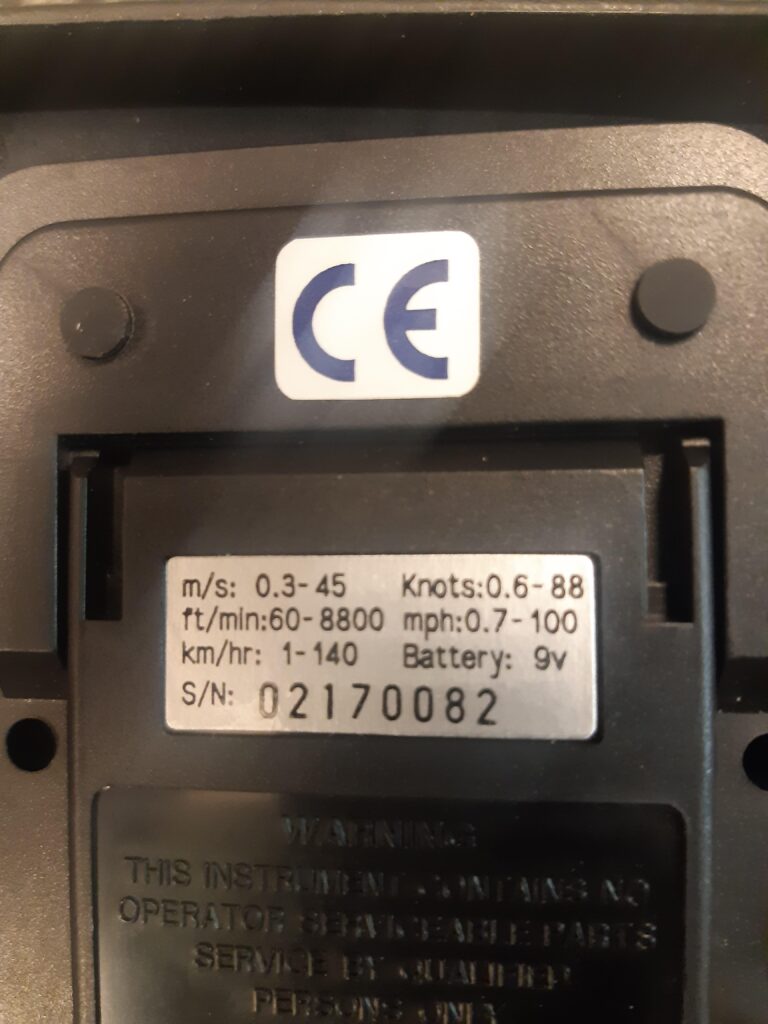 CE
m/s: 0.3-45 Knots:0.6-88
ft/min:60-8800 mph:0.7-100
km/hr: 1-140 Battery: 9v
S/N: 02170082
WARNING
THIS INSTRUMENT CONTAINS NO
OPERATOR SERVICEABLE PARTS
SERVICE BY QUALIFIED
PERSONS ONLY